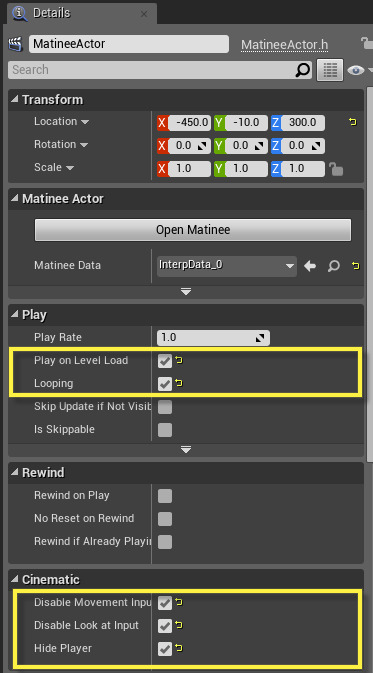 Details
MatineeActor
MatineeActor.h
Search
Transform
Location X -450.0 Y -10.0 Z 300.0
Rotation X 0.0 Y 0.0 Z 0.0
Scale X 1.0 Y 1.0 Z 1.0
Matinee Actor
Open Matinee
Matinee Data InterpData_0
Play
Play Rate 1.0
Play on Level Load
Looping
Skip Update if Not Visib
Is Skippable
Rewind
Rewind on Play
No Reset on Rewind
Rewind if Already Playin
Cinematic
Disable Movement Inpu
Disable Look at Input
Hide Player